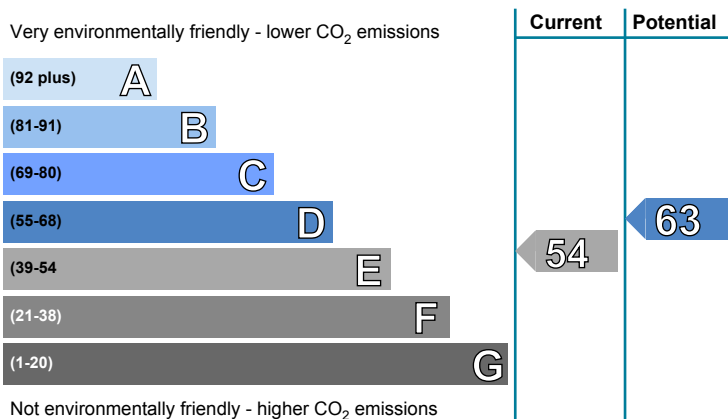 Very environmentally friendly - lower CO2 emissions
Current
Potential
(92 plus) A
(81-91) B
(69-80) C
(55-68) D
(39-54 E
(21-38) F
(1-20) G
54
63
Not environmentally friendly - higher CO2 emissions